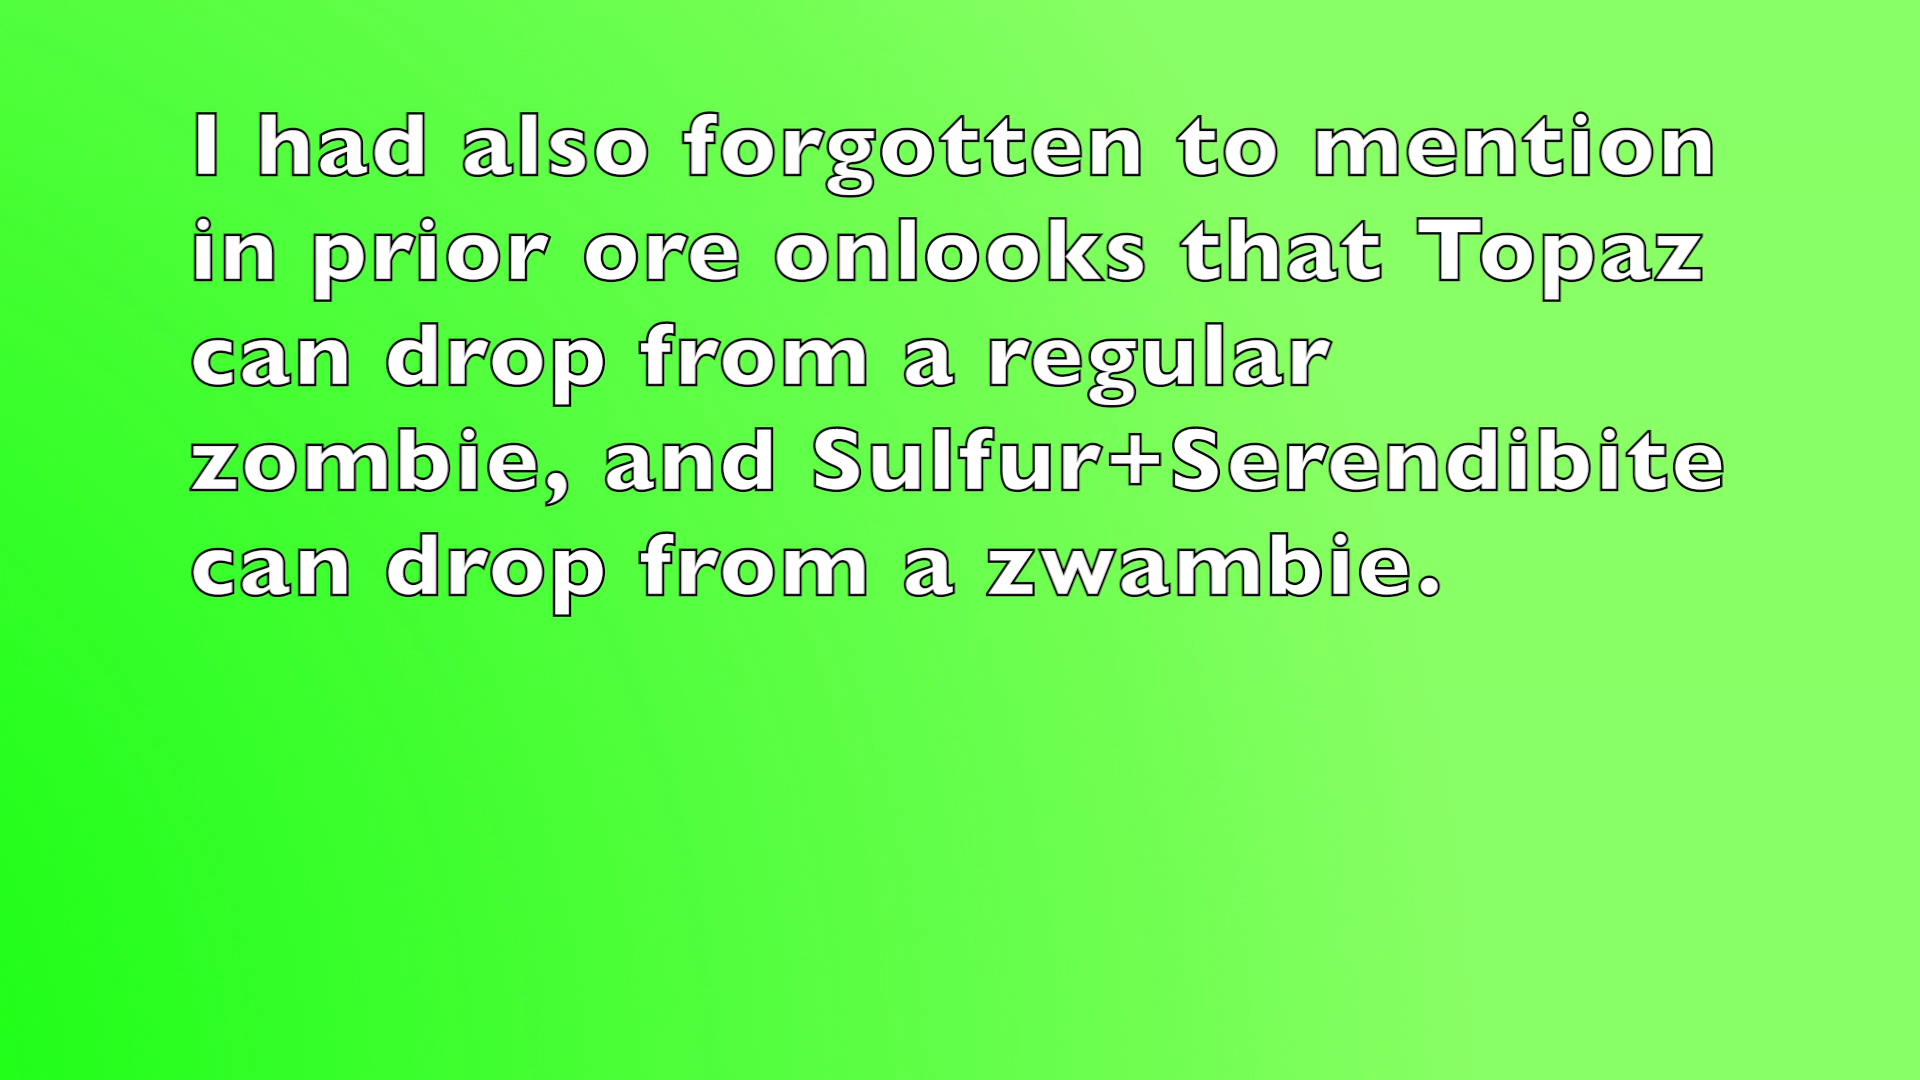 I had also forgotten to mention
in prior ore onlooks that Topaz
can drop from a regular
zombie, and Sulfur+Serendibite
can drop from a zwambie.